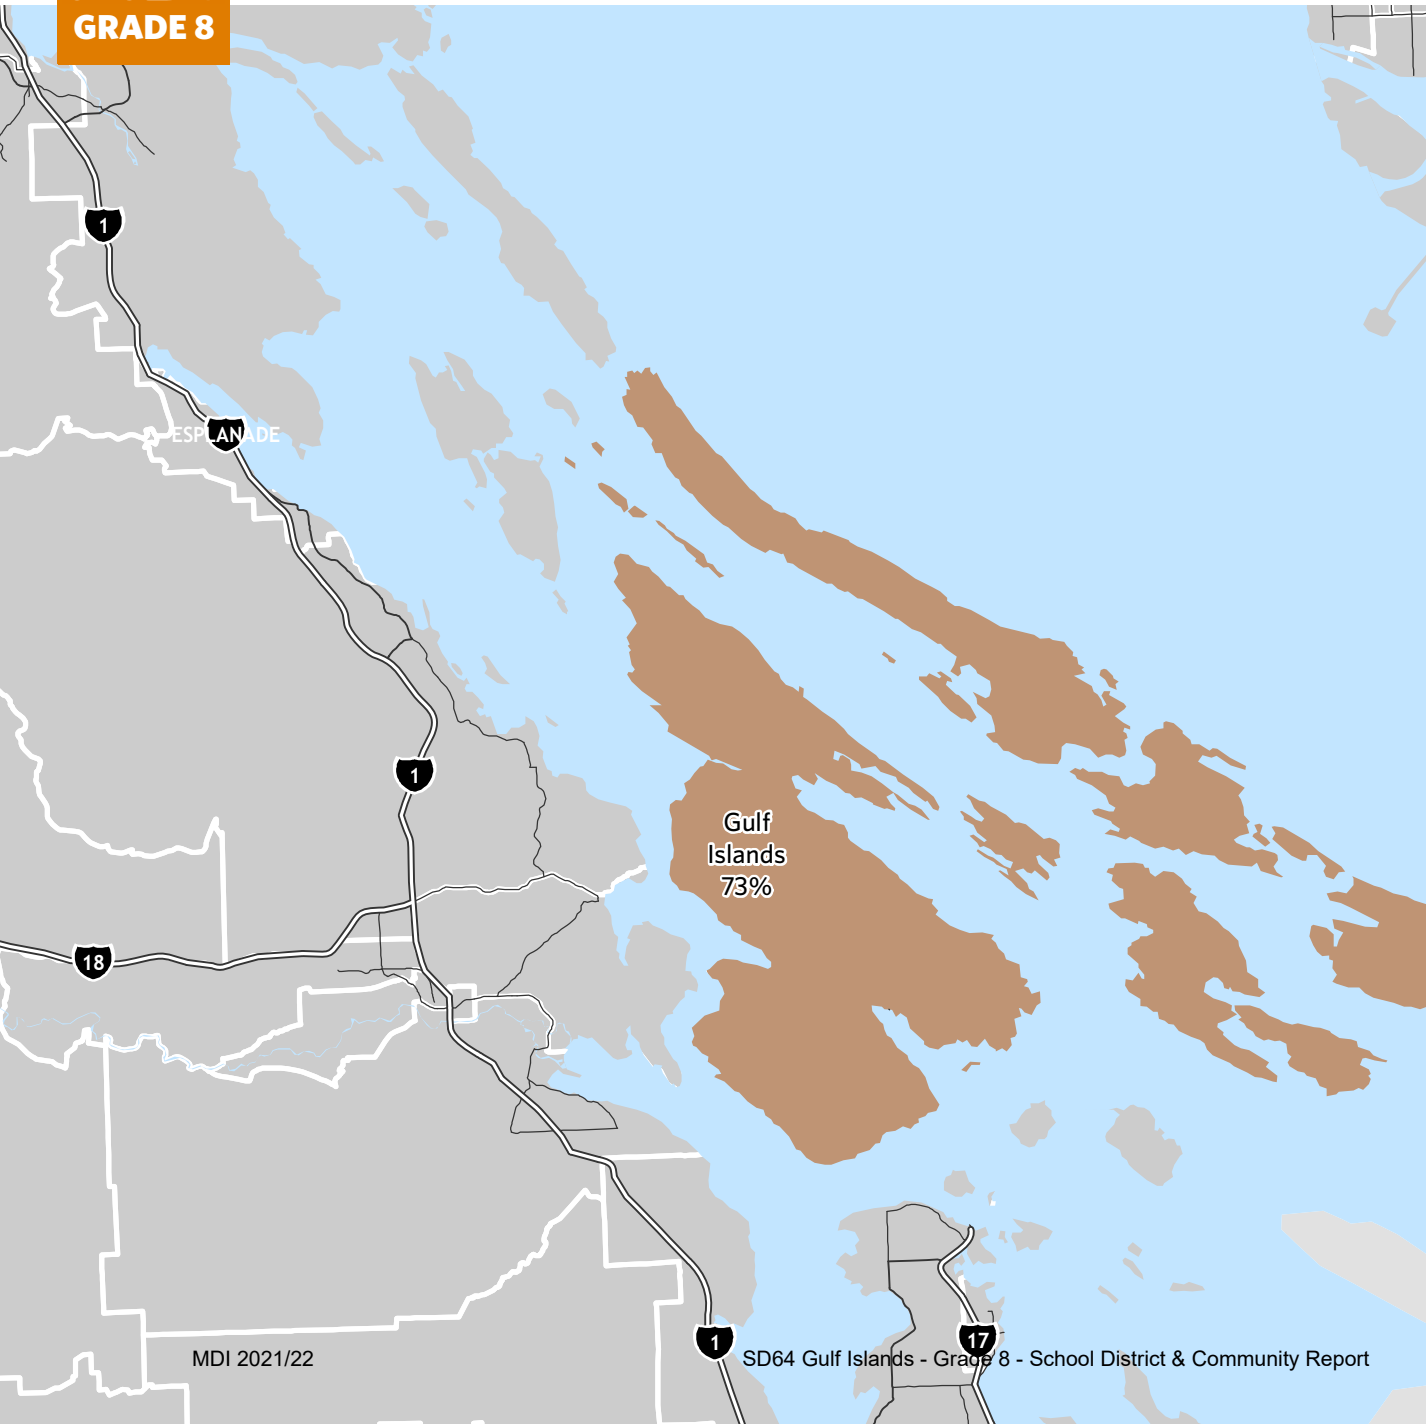 GRADE 8
1
ESPLANADE
1
Gulf
Islands
73%
18
17
1
MDI 2021/22
SD64 Gulf Islands - Grade 8 - School District & Community Report